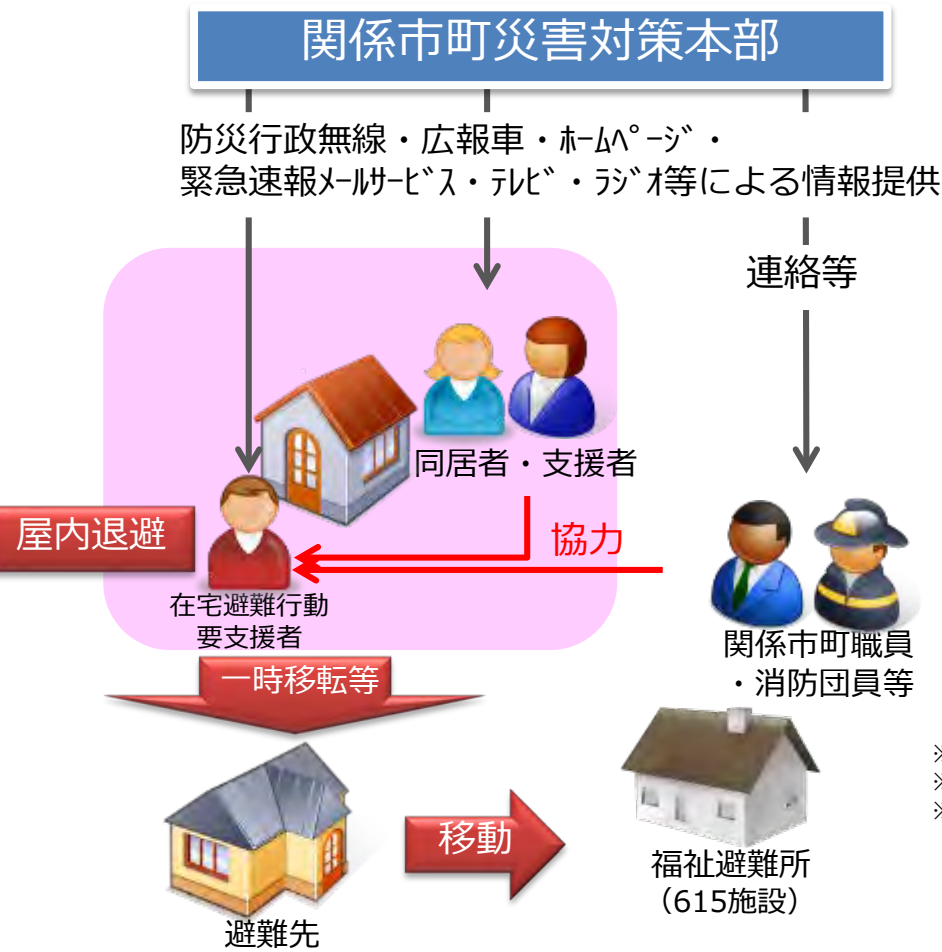 関係市町災害対策本部
防災行政無線・広報車・ﾎｰﾑﾍﾟｰｼﾞ・
緊急速報ﾒｰﾙｻｰﾋﾞｽ・ﾃﾚﾋﾞ・ﾗｼﾞｵ等による情報提供
連絡等
同居者・支援者
屋内退避
協力
在宅避難行動
要支援者
関係市町職員
・消防団員等
一時移転等
※
※
※
移動
福祉避難所
（615施設）
避難先